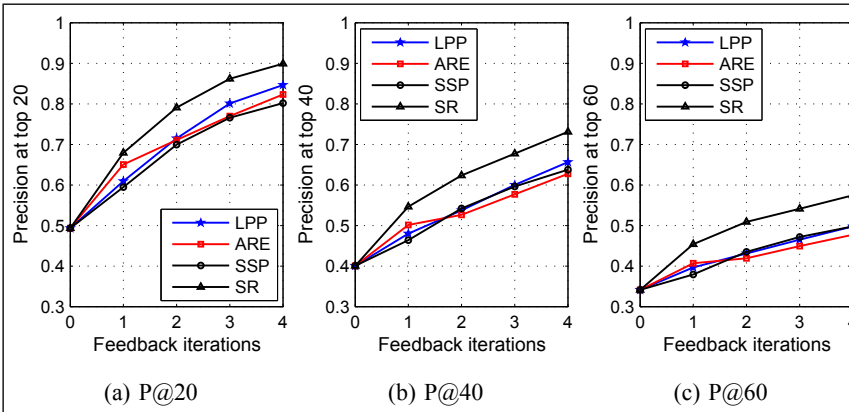 Precision at top 20
1
0.9
0.8
0.7
0.6
0.5
0.4
0.3
LPP
ARE
SSP
SR
0 1 2 3 4
Feedback iterations
(a) P@20
Precision at top 40
1
0.9
0.8
0.7
0.6
0.5
0.4
0.3
LPP
ARE
SSP
SR
0 1 2 3 4
Feedback iterations
(b) P@40
Precision at top 60
1
0.9
0.8
0.7
0.6
0.5
0.4
0.3
LPP
ARE
SSP
SR
0 1 2 3 4
Feedback iterations
(c) P@60